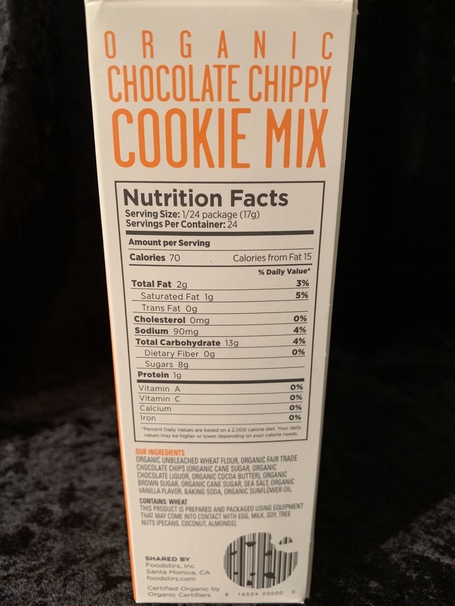 ORGANIC
CHOCOLATE CHIPPY
COOKIE MIX
Nutrition Facts
Serving Size: 1/24 package (17g)
Servings Per Container: 24
Amount per Serving
Calories 70 Calories from Fat 15
% Daily Value*
Total Fat 2g 3%
Saturated Fat 1g 5%
Trans Fat 0g
Cholesterol 0mg 0%
Sodium 90mg 4%
Total Carbohydrate 13g 4%
Dietary Fiber 0g 0%
Sugars 8g
Protein 1g
Vitamin A 0%
Vitamin C 0%
Calcium 0%
Iron 0%
*Percent Daily Values are based on a 2,000 calorie diet. Your daily
values may be higher or lower depending on your calorie needs.
OUR INGREDIENTS
ORGANIC UNBLEACHED WHEAT FLOUR, ORGANIC FAIR TRADE
CHOCOLATE CHIPS (ORGANIC CANE SUGAR, ORGANIC
CHOCOLATE LIQUOR, ORGANIC COCOA BUTTER), ORGANIC
BROWN SUGAR, ORGANIC CANE SUGAR, SEA SALT, ORGANIC
VANILLA FLAVOR, BAKING SODA, ORGANIC SUNFLOWER OIL
CONTAINS: WHEAT
THIS PRODUCT IS PREPARED AND PACKAGED USING EQUIPMENT
THAT MAY COME INTO CONTACT WITH EGG, MILK, SOY, TREE
NUTS (PECANS, COCONUT, ALMONDS).
SHARED BY
Foodstirs, Inc
Santa Monica, CA
foodstirs.com
Certified Organic by
Organic Certifiers